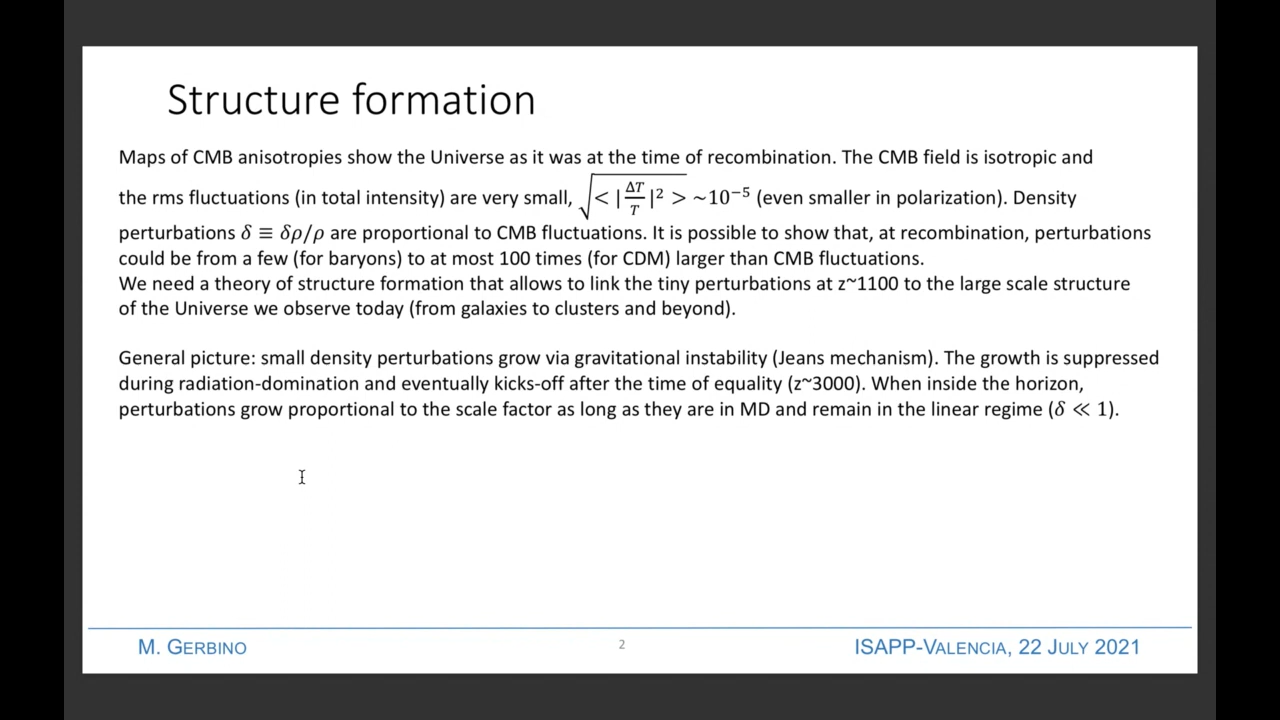 Structure formation
Maps of CMB anisotropies show the Universe as it was at the time of recombination. The CMB field is isotropic and
the rms fluctuations (in total intensity) are very small, √< |ΔT/T|² > ~10⁻⁵ (even smaller in polarization). Density
perturbations δ ≡ δρ/ρ are proportional to CMB fluctuations. It is possible to show that, at recombination, perturbations
could be from a few (for baryons) to at most 100 times (for CDM) larger than CMB fluctuations.
We need a theory of structure formation that allows to link the tiny perturbations at z~1100 to the large scale structure
of the Universe we observe today (from galaxies to clusters and beyond).
General picture: small density perturbations grow via gravitational instability (Jeans mechanism). The growth is suppressed
during radiation-domination and eventually kicks-off after the time of equality (z~3000). When inside the horizon,
perturbations grow proportional to the scale factor as long as they are in MD and remain in the linear regime (δ ≪ 1).
M. GERBINO 2 ISAPP-VALENCIA, 22 JULY 2021